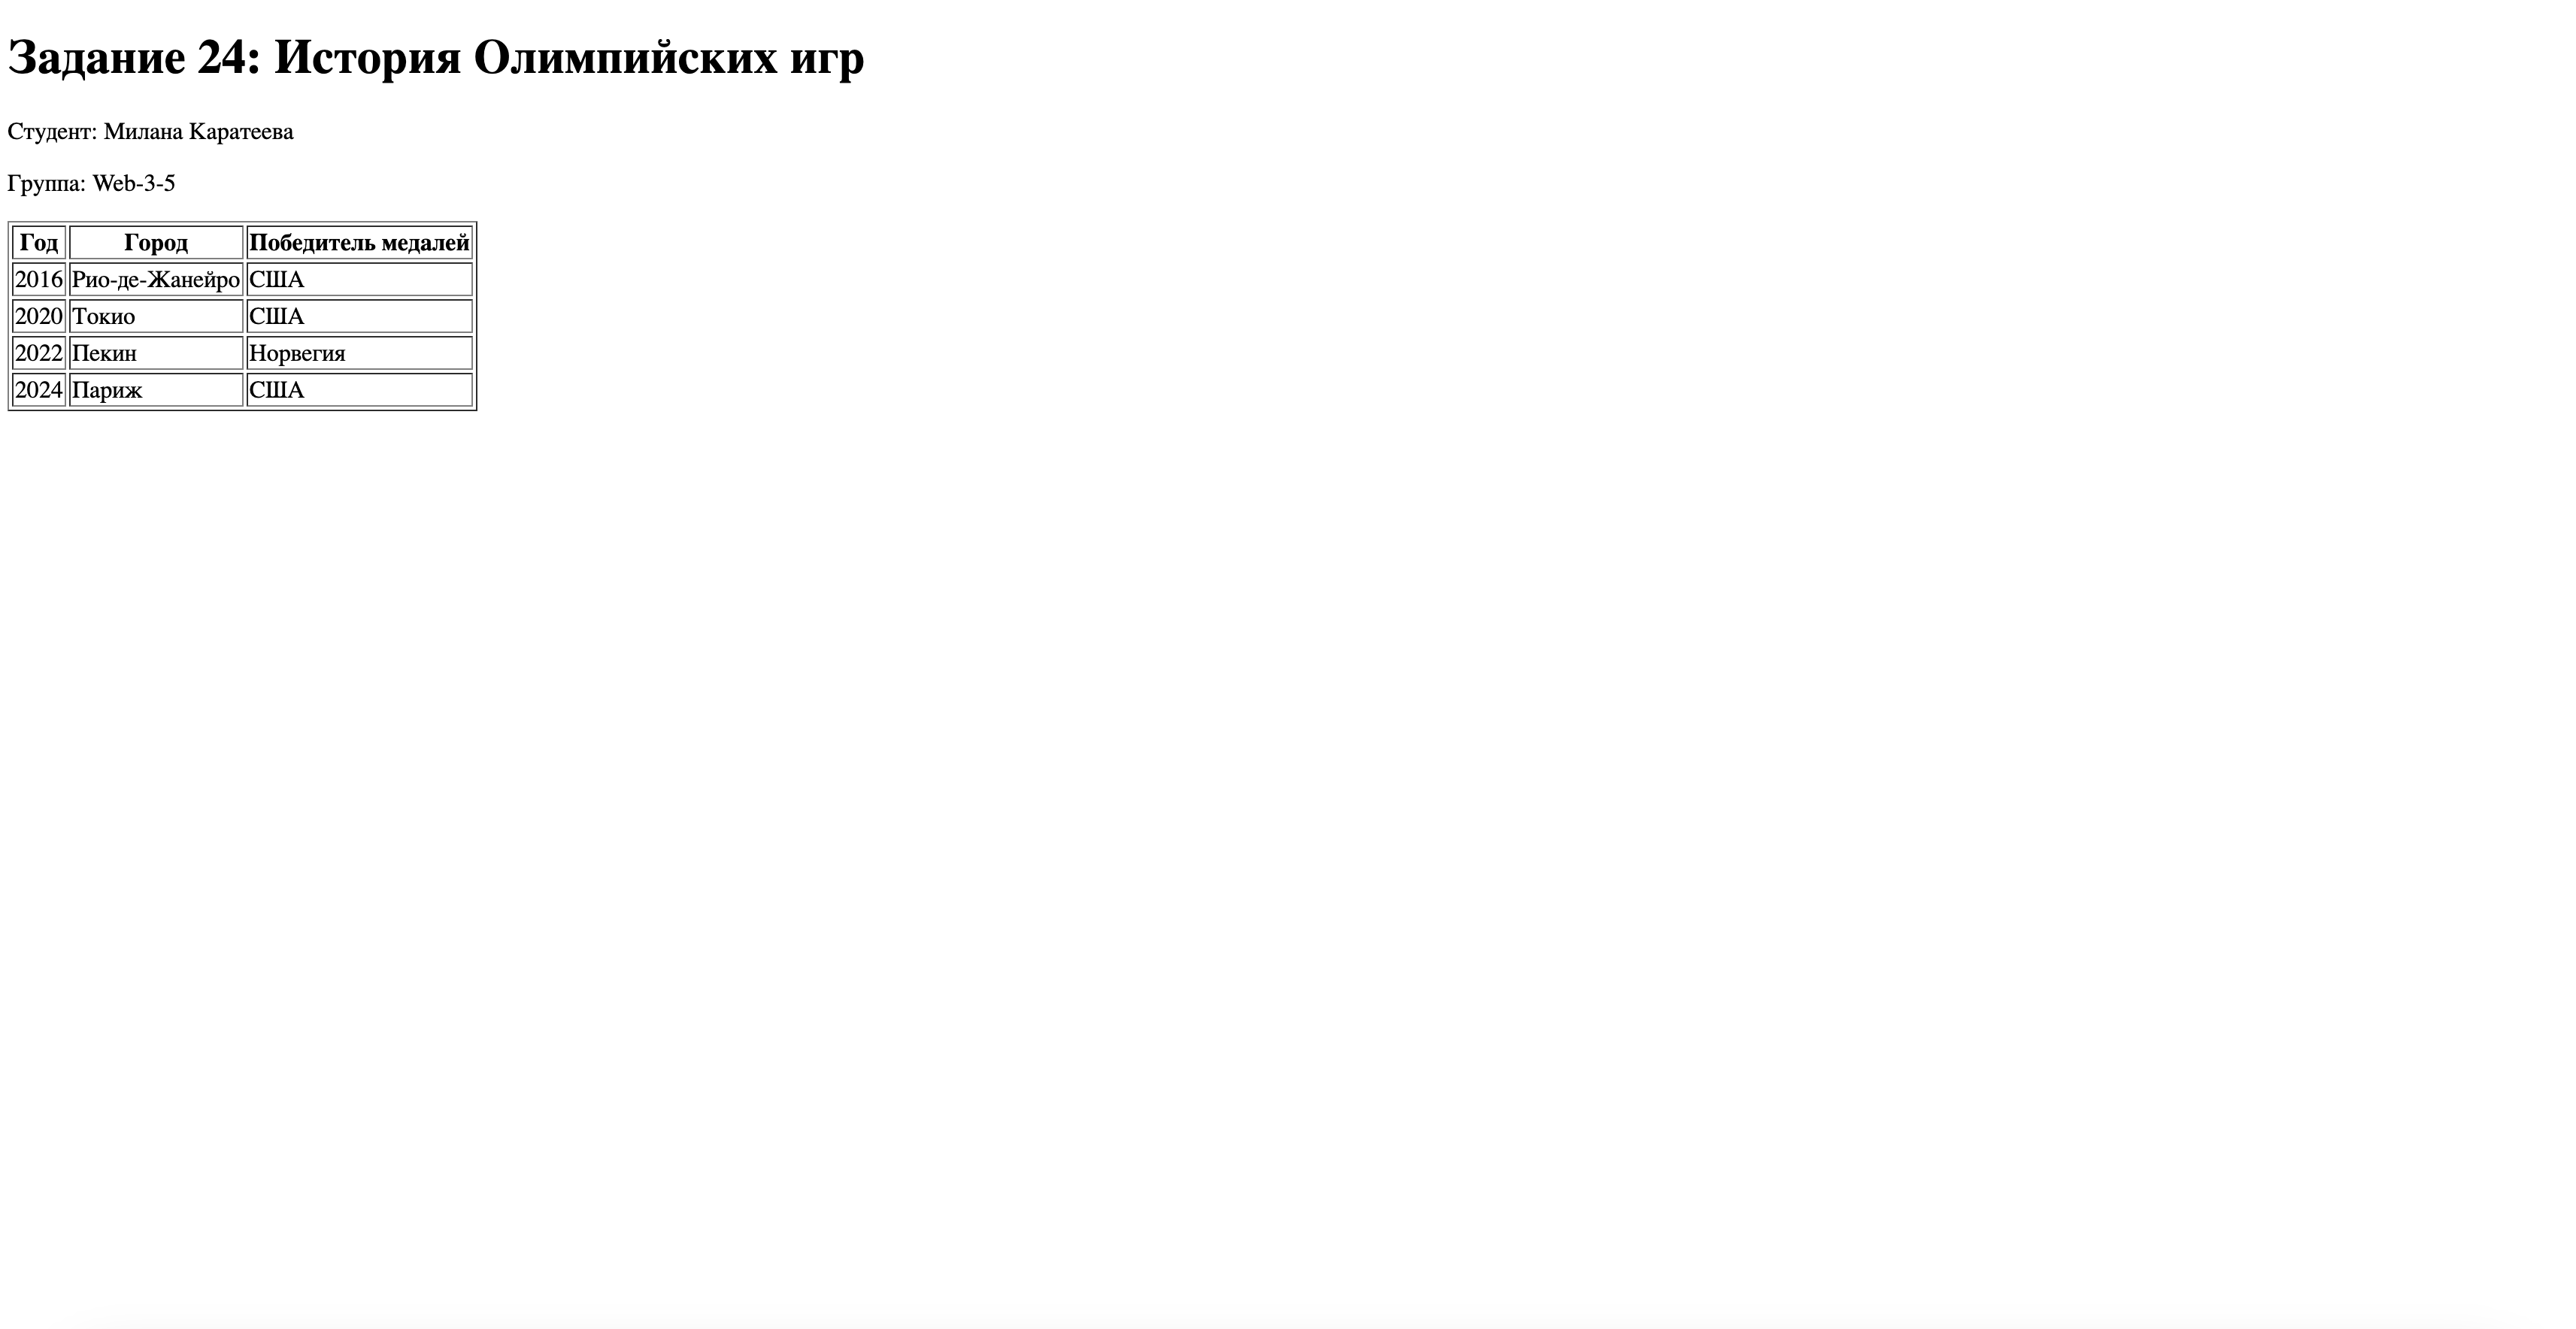 Задание 24: История Олимпийских игр
Студент: Милана Каратеева
Группа: Web-3-5
Год Город Победитель медалей
2016 Рио-де-Жанейро США
2020 Токио США
2022 Пекин Норвегия
2024 Париж США